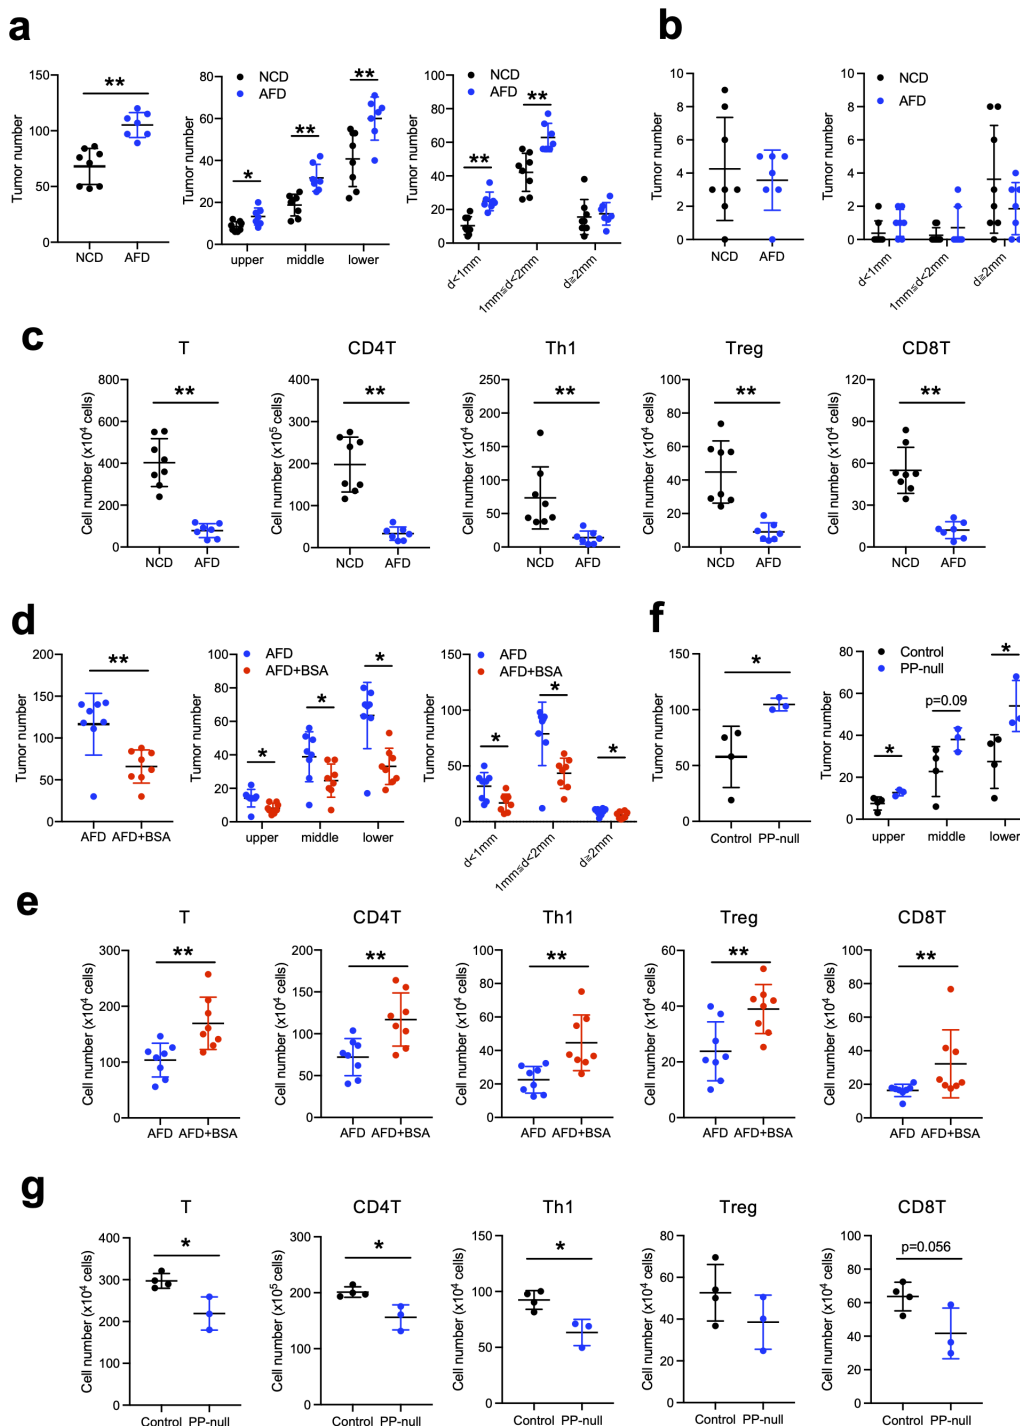 a
b
Tumor number
150
100
50
0
**
NCD AFD
Tumor number
80
60
40
20
0
NCD
AFD
*
**
**
upper middle lower
Tumor number
100
80
60
40
20
0
NCD
AFD
**
**
d<1mm
1mm≦d<2mm
d≧2mm
Tumor number
10
8
6
4
2
0
NCD AFD
Tumor number
10
8
6
4
2
0
NCD
AFD
d<1mm
1mm≦d<2mm
d≧2mm
c
T
Cell number (x10⁴ cells)
800
600
400
200
0
**
NCD AFD
CD4T
Cell number (x10⁵ cells)
400
300
200
100
0
**
NCD AFD
Th1
Cell number (x10⁴ cells)
250
200
150
100
50
0
**
NCD AFD
Treg
Cell number (x10⁴ cells)
100
80
60
40
20
0
**
NCD AFD
CD8T
Cell number (x10⁴ cells)
120
90
60
30
0
**
NCD AFD
d
Tumor number
200
150
100
50
0
**
AFD AFD+BSA
Tumor number
100
80
60
40
20
0
AFD
AFD+BSA
*
*
*
upper middle lower
Tumor number
150
100
50
0
AFD
AFD+BSA
*
*
*
d<1mm
1mm≦d<2mm
d≧2mm
f
Tumor number
150
100
50
0
*
Control PP-null
Tumor number
80
60
40
20
0
Control
PP-null
*
p=0.09
*
upper middle lower
e
T
Cell number (x10⁴ cells)
300
200
100
0
**
AFD AFD+BSA
CD4T
Cell number (x10⁴ cells)
200
150
100
50
0
**
AFD AFD+BSA
Th1
Cell number (x10⁴ cells)
100
80
60
40
20
0
**
AFD AFD+BSA
Treg
Cell number (x10⁴ cells)
60
40
20
0
**
AFD AFD+BSA
CD8T
Cell number (x10⁴ cells)
100
80
60
40
20
0
**
AFD AFD+BSA
g
T
Cell number (x10⁴ cells)
400
300
200
100
0
*
Control PP-null
CD4T
Cell number (x10⁵ cells)
300
200
100
0
*
Control PP-null
Th1
Cell number (x10⁴ cells)
150
100
50
0
*
Control PP-null
Treg
Cell number (x10⁴ cells)
80
60
40
20
0
Control PP-null
CD8T
Cell number (x10⁴ cells)
100
80
60
40
20
0
p=0.056
Control PP-null